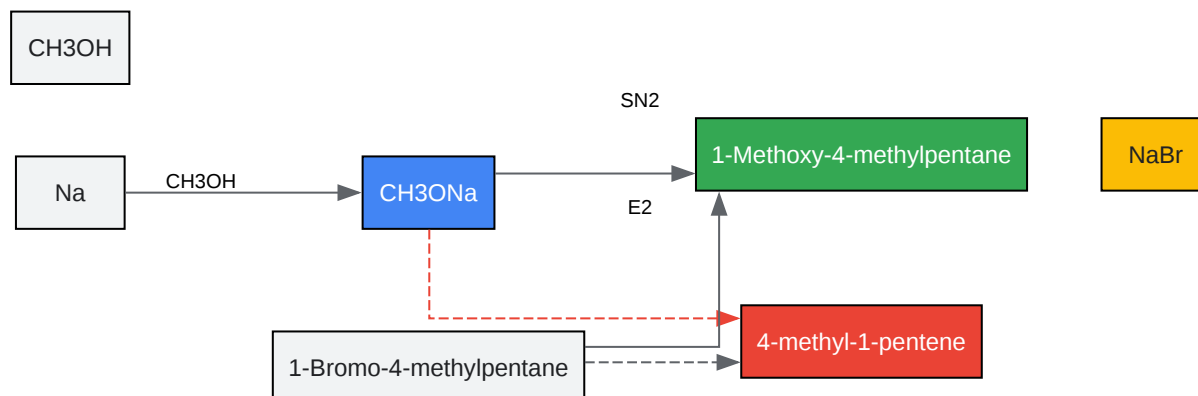 CH3OH
SN2
1-Methoxy-4-methylpentane
NaBr
Na
CH3OH
CH3ONa
E2
4-methyl-1-pentene
1-Bromo-4-methylpentane